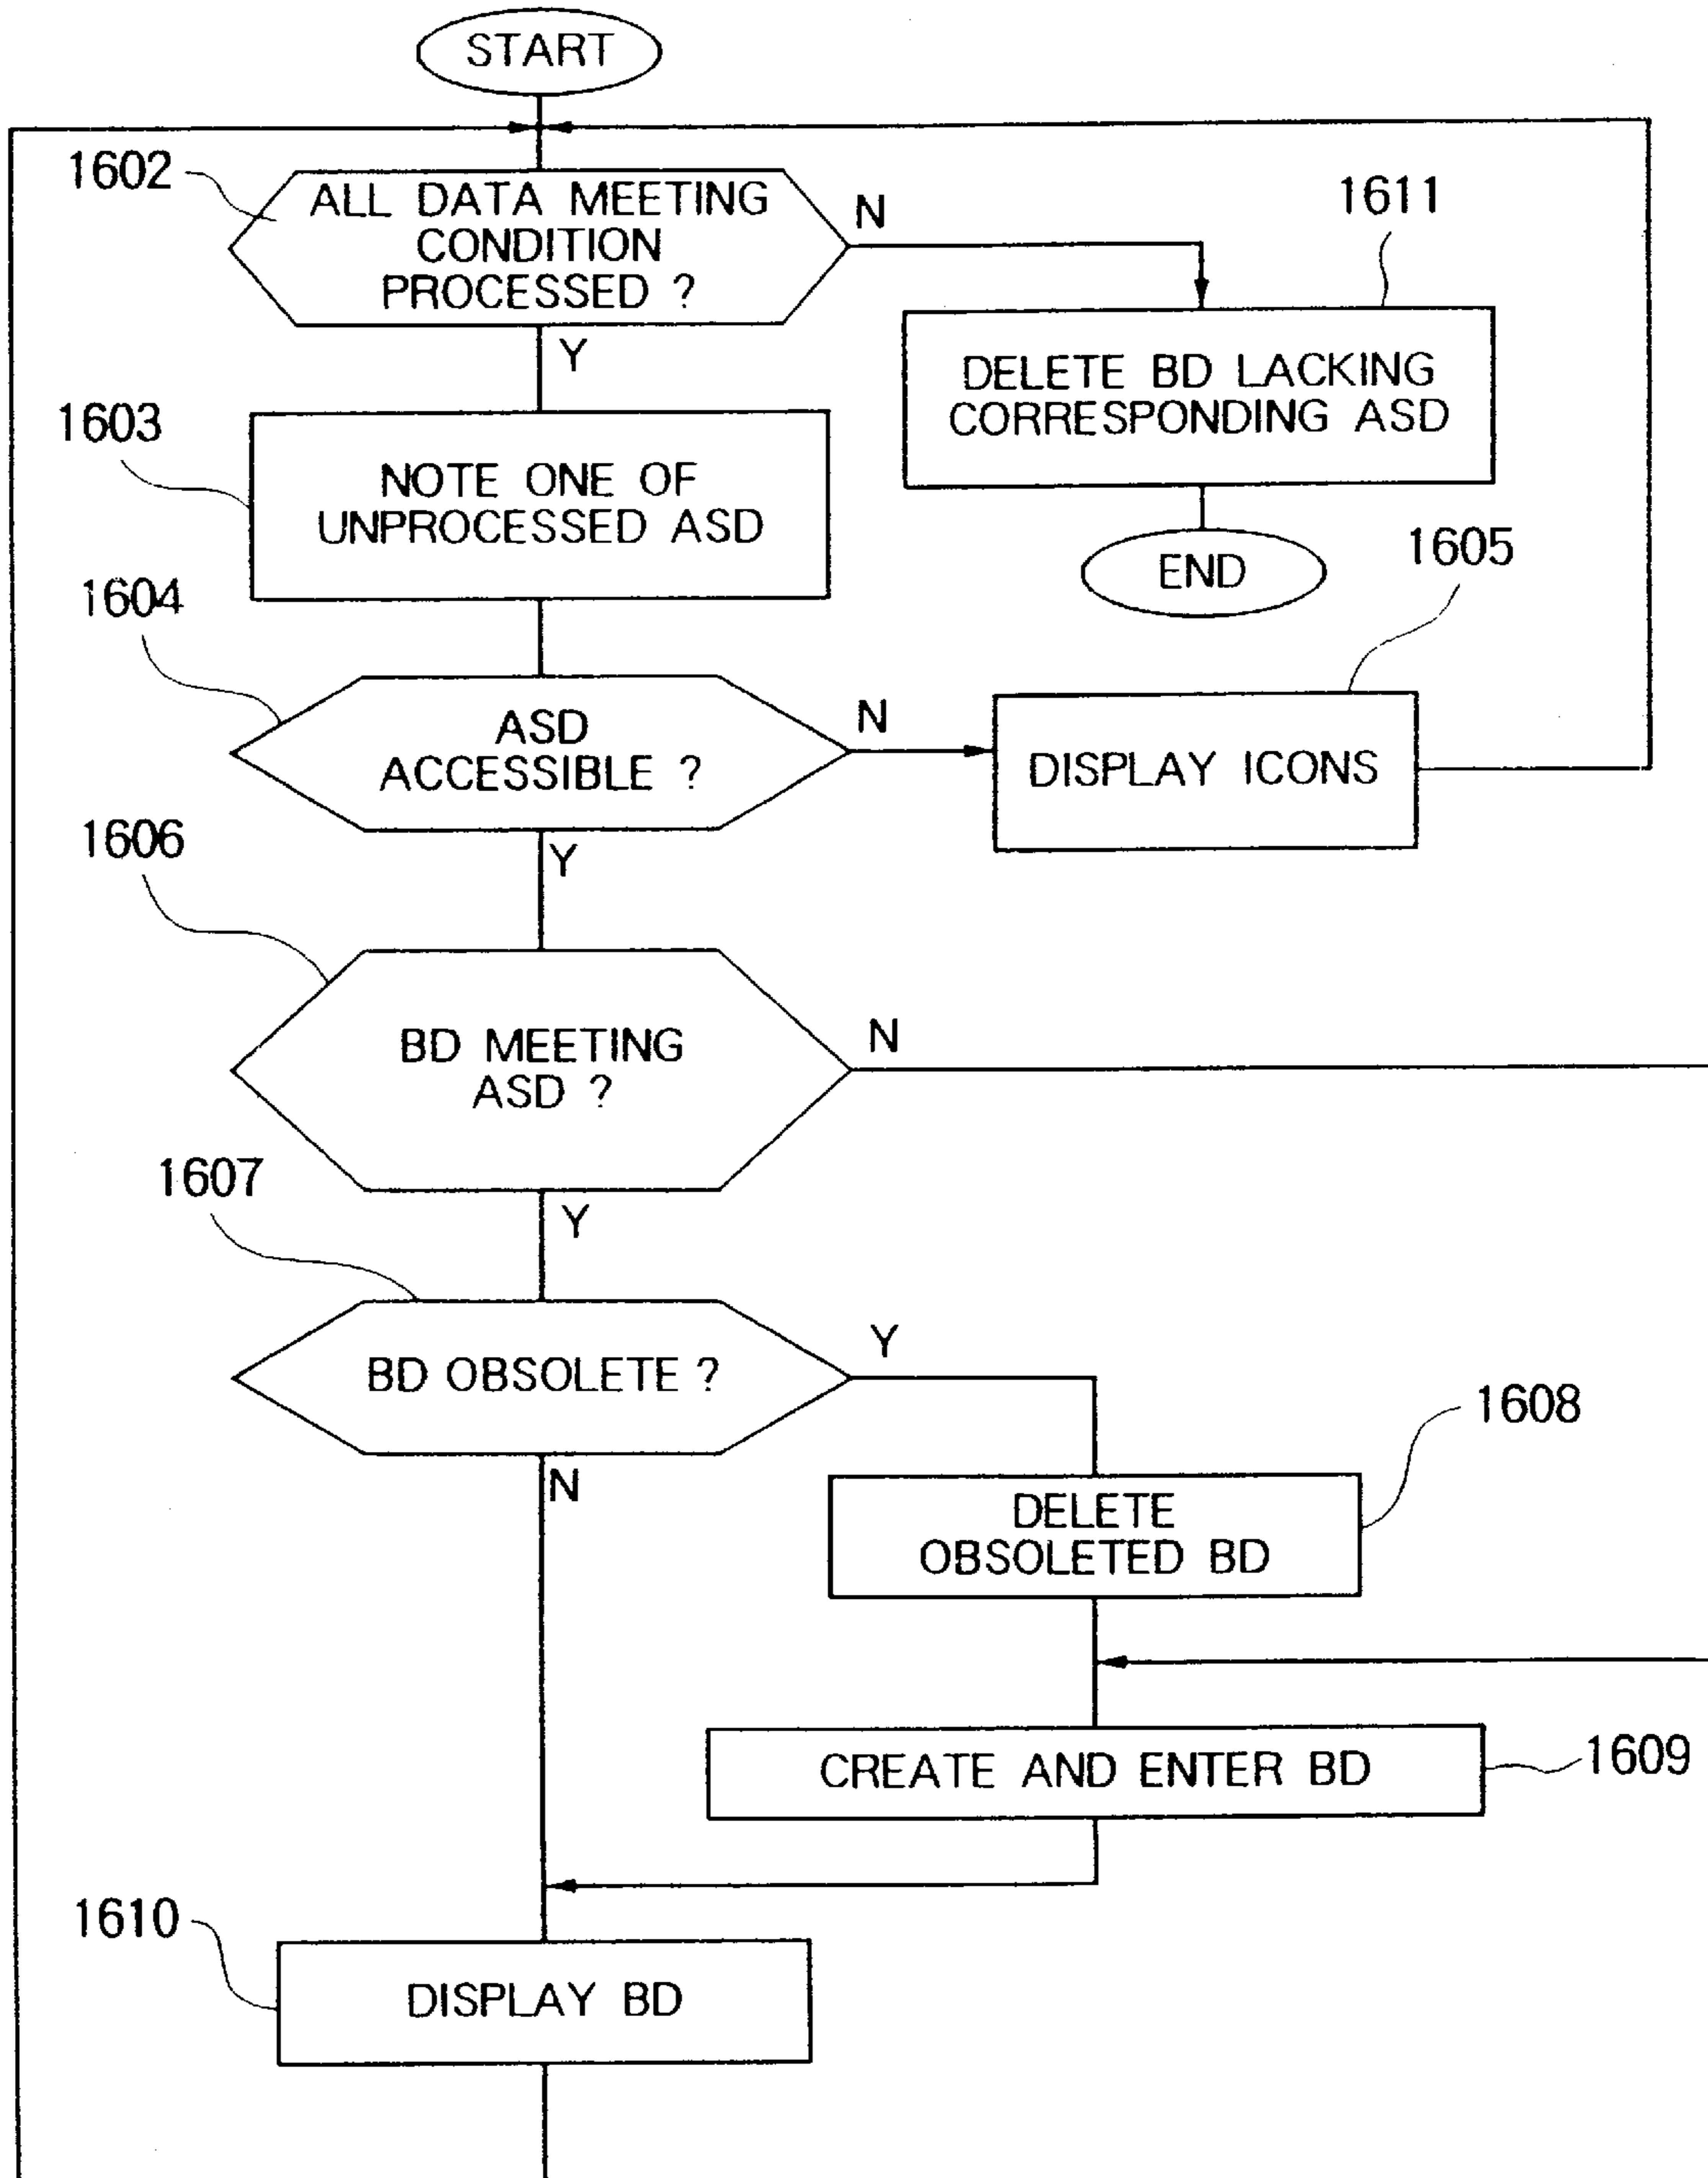 START
1602
ALL DATA MEETING
CONDITION
PROCESSED ?
N
Y
1611
DELETE BD LACKING
CORRESPONDING ASD
END
1603
NOTE ONE OF
UNPROCESSED ASD
1604
ASD
ACCESSIBLE ?
N
Y
1605
DISPLAY ICONS
1606
BD MEETING
ASD ?
N
Y
1607
BD OBSOLETE ?
Y
N
1608
DELETE
OBSOLETED BD
1609
CREATE AND ENTER BD
1610
DISPLAY BD